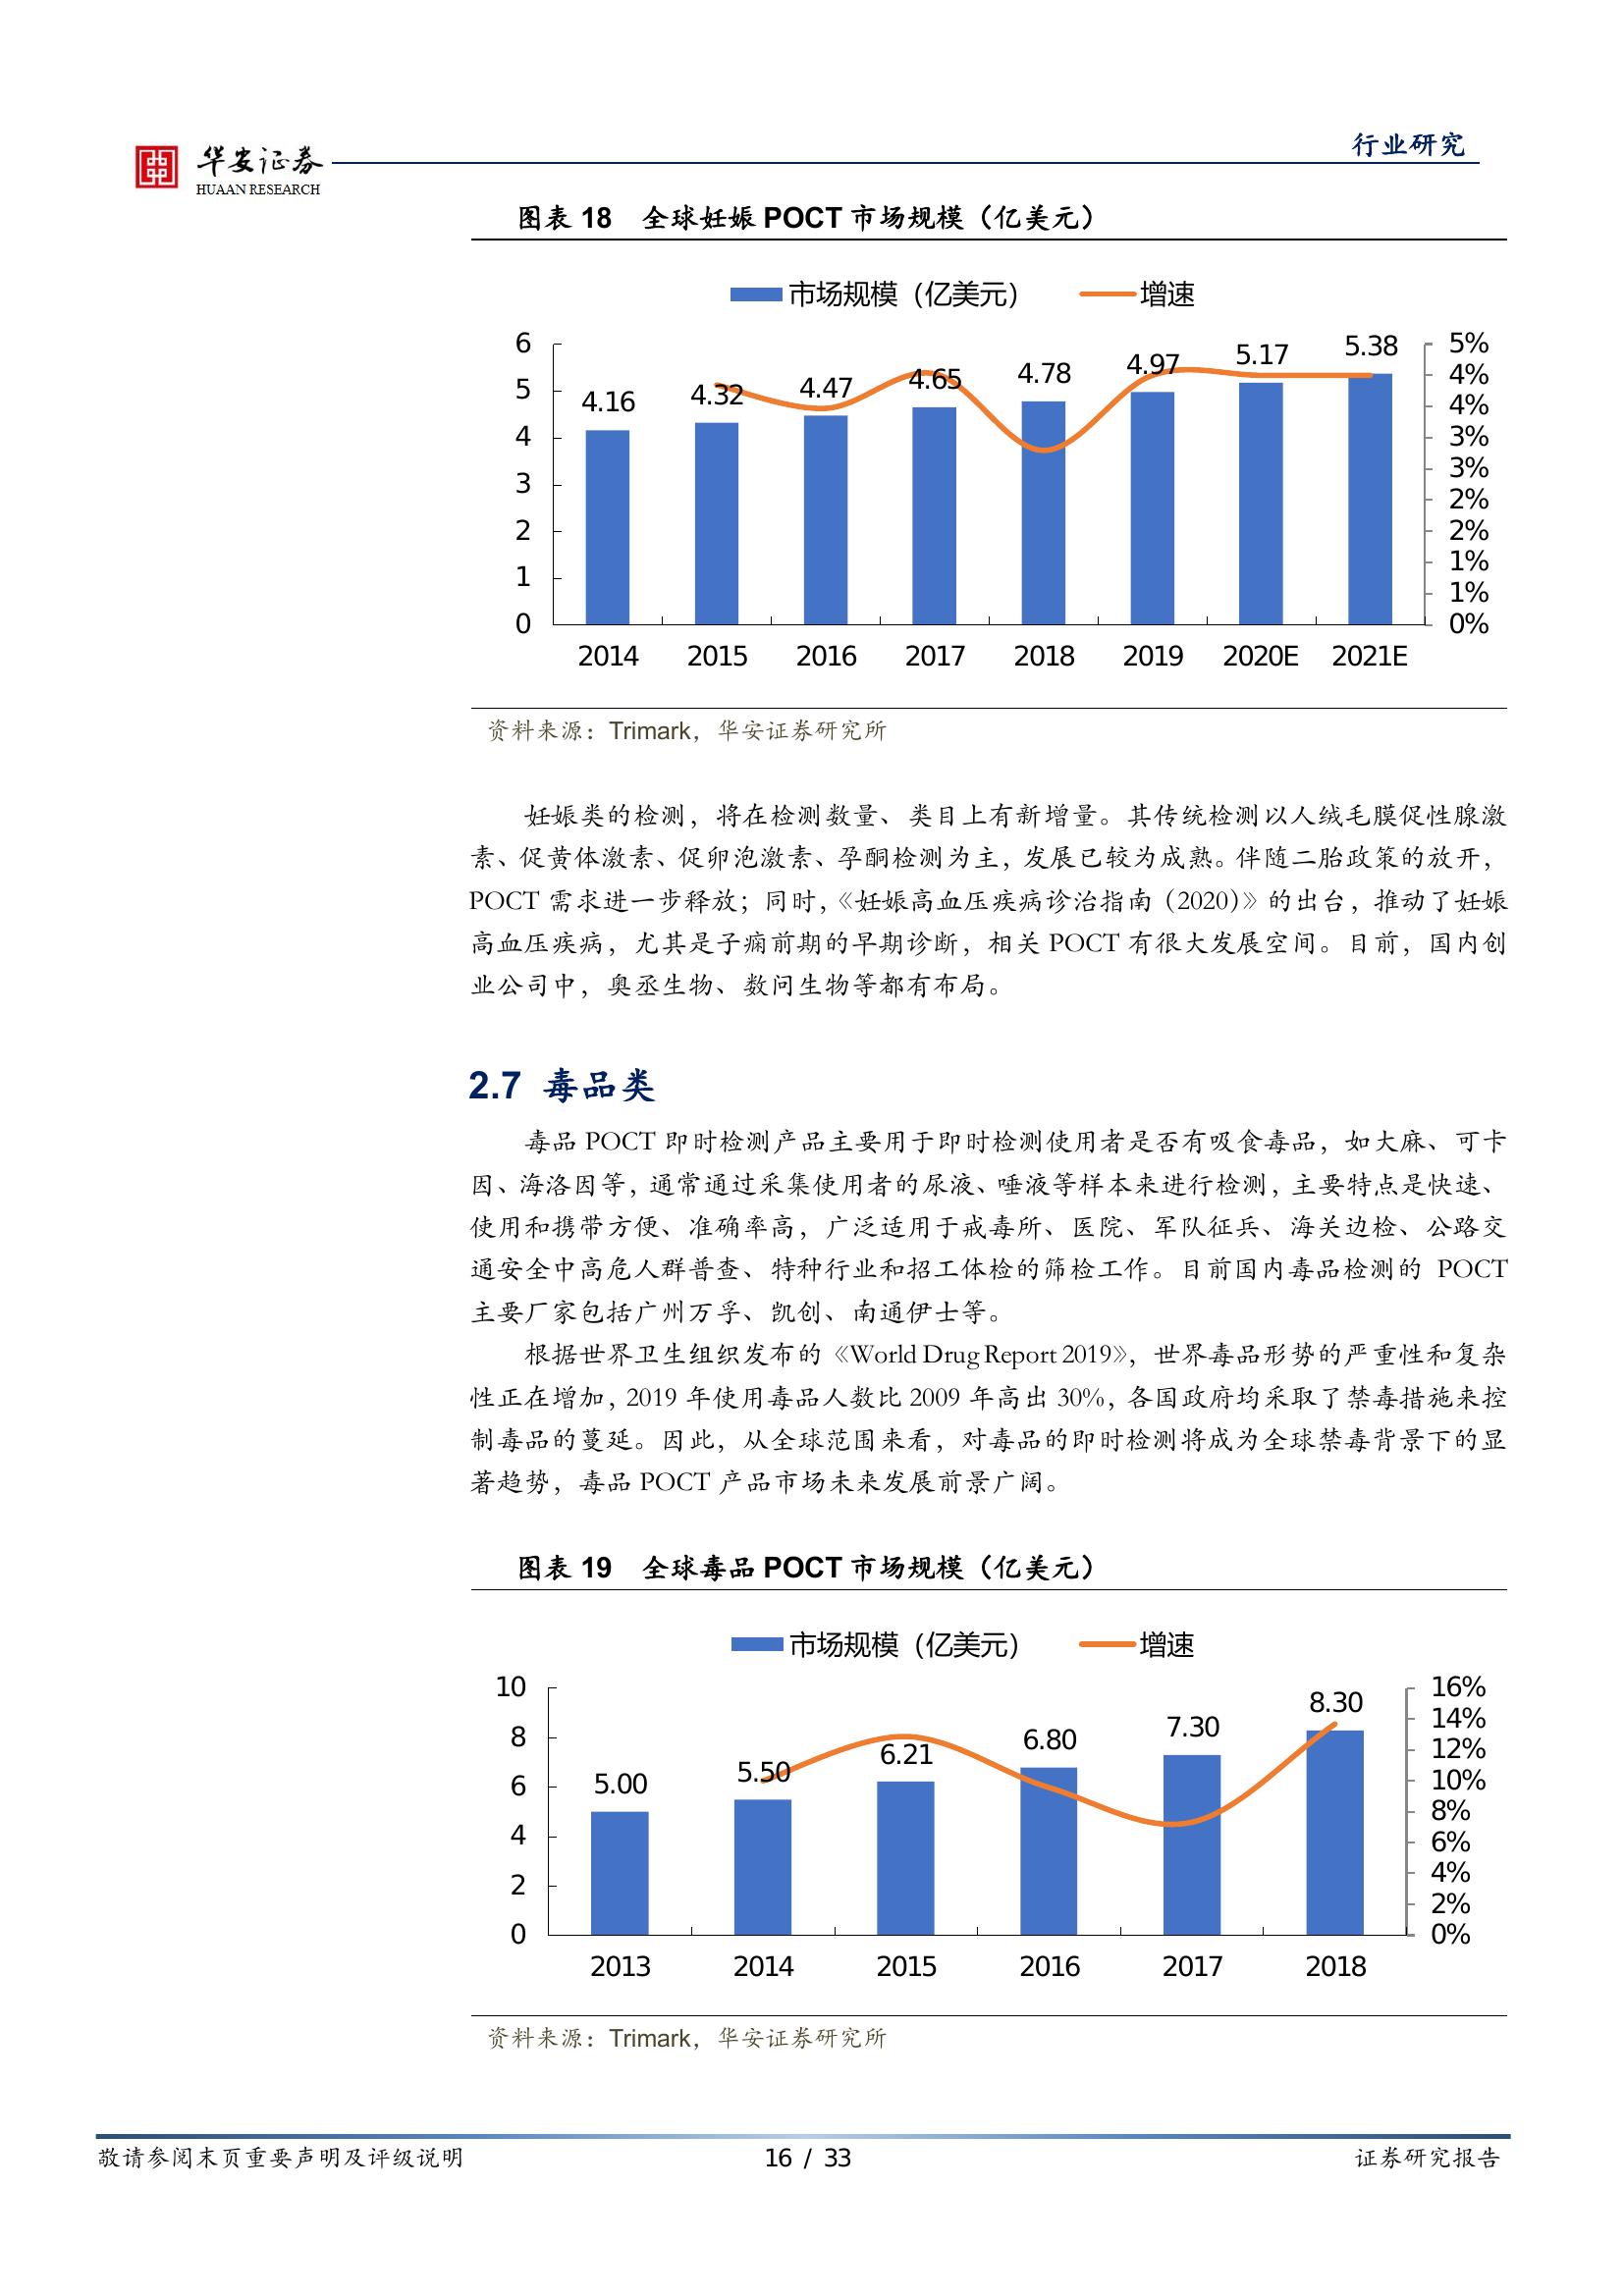 华安证券
HUAAN RESEARCH
行业研究
图表 18 全球妊娠 POCT 市场规模（亿美元）
市场规模（亿美元） 增速
6
5
4
3
2
1
0
4.16 4.32 4.47 4.65 4.78 4.97 5.17 5.38
5%
4%
4%
3%
3%
2%
2%
1%
1%
0%
2014 2015 2016 2017 2018 2019 2020E 2021E
资料来源：Trimark，华安证券研究所
妊娠类的检测，将在检测数量、类目上有新增量。其传统检测以人绒毛膜促性腺激
素、促黄体激素、促卵泡激素、孕酮检测为主，发展已较为成熟。伴随二胎政策的放开，
POCT 需求进一步释放；同时，《妊娠高血压疾病诊治指南（2020）》的出台，推动了妊娠
高血压疾病，尤其是子痫前期的早期诊断，相关 POCT 有很大发展空间。目前，国内创
业公司中，奥丞生物、数问生物等都有布局。
2.7 毒品类
毒品 POCT 即时检测产品主要用于即时检测使用者是否有吸食毒品，如大麻、可卡
因、海洛因等，通常通过采集使用者的尿液、唾液等样本来进行检测，主要特点是快速、
使用和携带方便、准确率高，广泛适用于戒毒所、医院、军队征兵、海关边检、公路交
通安全中高危人群普查、特种行业和招工体检的筛检工作。目前国内毒品检测的 POCT
主要厂家包括广州万孚、凯创、南通伊士等。
根据世界卫生组织发布的《World Drug Report 2019》，世界毒品形势的严重性和复杂
性正在增加，2019 年使用毒品人数比 2009 年高出 30%，各国政府均采取了禁毒措施来控
制毒品的蔓延。因此，从全球范围来看，对毒品的即时检测将成为全球禁毒背景下的显
著趋势，毒品 POCT 产品市场未来发展前景广阔。
图表 19 全球毒品 POCT 市场规模（亿美元）
市场规模（亿美元） 增速
10
8
6
4
2
0
5.00 5.50 6.21 6.80 7.30 8.30
16%
14%
12%
10%
8%
6%
4%
2%
0%
2013 2014 2015 2016 2017 2018
资料来源：Trimark，华安证券研究所
敬请参阅末页重要声明及评级说明 16 / 33 证券研究报告